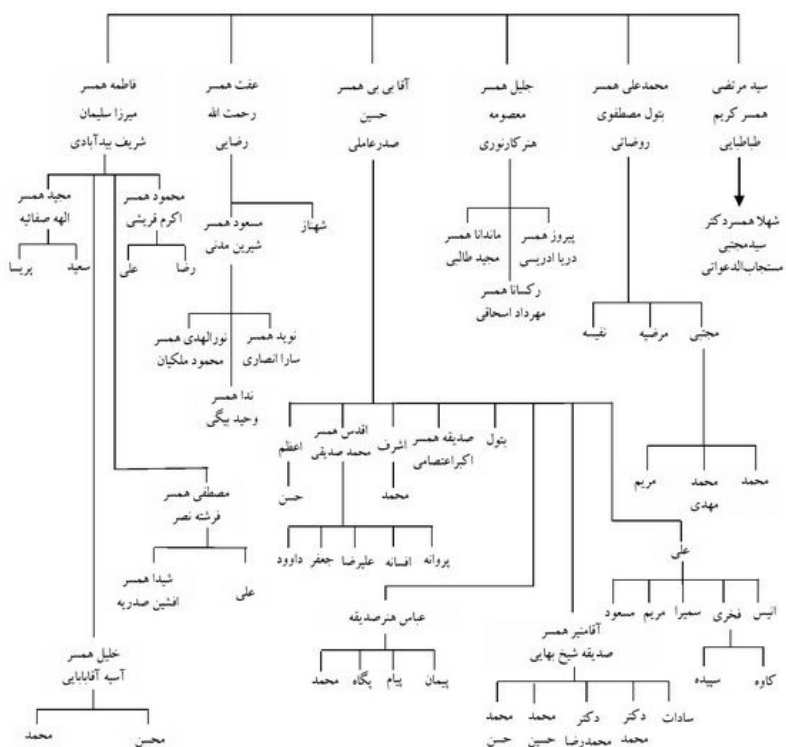 سید مرتضی
همسر کریم
طباطبایی
محمدعلی همسر
بتول مصطفوی
روضاتی
جلیل همسر
معصومه
هنرکارنوری
آقا بی بی همسر
حسین
صدرعاملی
عفت همسر
رحمت الله
رضایی
فاطمه همسر
میرزا سلیمان
شریف بیدآبادی
شهلا همسر دکتر
سیدمجتبی
مستجاب‌الدعواتی
مجتبی
مرضیه
نفیسه
محمد
محمد
مهدی
مریم
پیروز همسر
دریا ادریسی
ماندانا همسر
مجید طالبی
رکسانا همسر
مهرداد اسحاقی
شهناز
مسعود همسر
شیرین مدنی
نوید همسر
سارا انصاری
نورالهدی همسر
محمود ملکیان
ندا همسر
وحید بیگی
محمود همسر
اکرم قریشی
مجید همسر
الهه صفائیه
رضا
علی
سعید
پریسا
بتول
صدیقه همسر
اکبراعتصامی
اشرف
اقدس همسر
محمد صدیقی
اعظم
محمد
حسن
پروانه
افسانه
علیرضا
جعفر
داوود
مصطفی همسر
فرشته نصر
علی
شیدا همسر
افشین صدریه
علی
انیس
فخری
سمیرا
مریم
مسعود
کاوه
سپیده
آقامنیر همسر
صدیقه شیخ بهایی
سادات
دکتر
محمد
دکتر
محمدرضا
محمد
حسین
محمد
حسن
عباس هنرصدیقه
پیمان
پیام
پگاه
محمد
خلیل همسر
آسیه آقابابایی
محسن
محمد